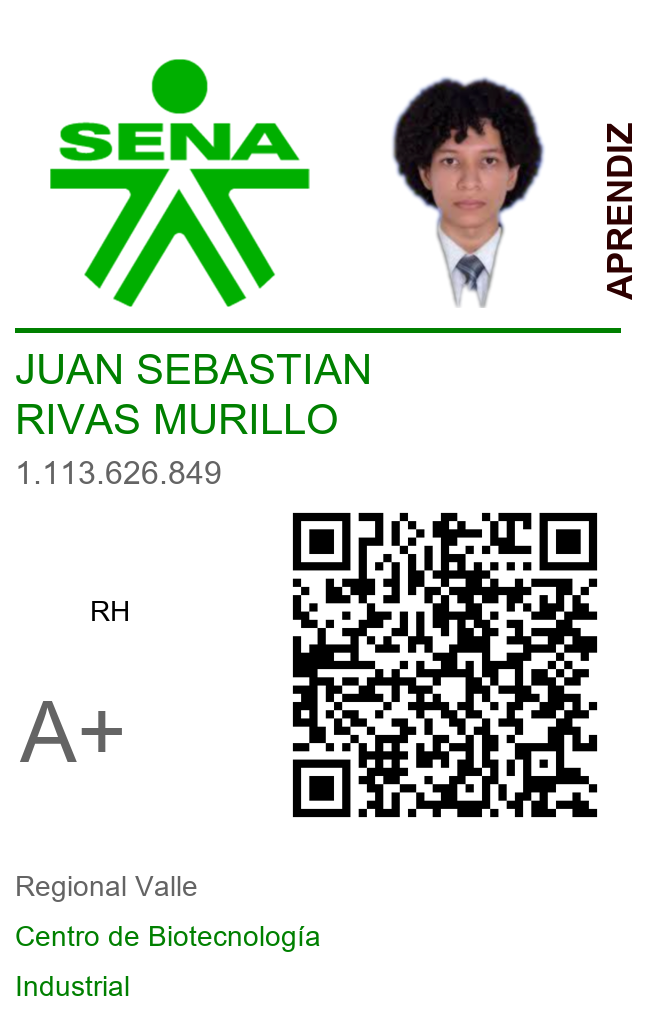 SENA
APRENDIZ
JUAN SEBASTIAN
RIVAS MURILLO
1.113.626.849
RH
A+
Regional Valle
Centro de Biotecnología
Industrial